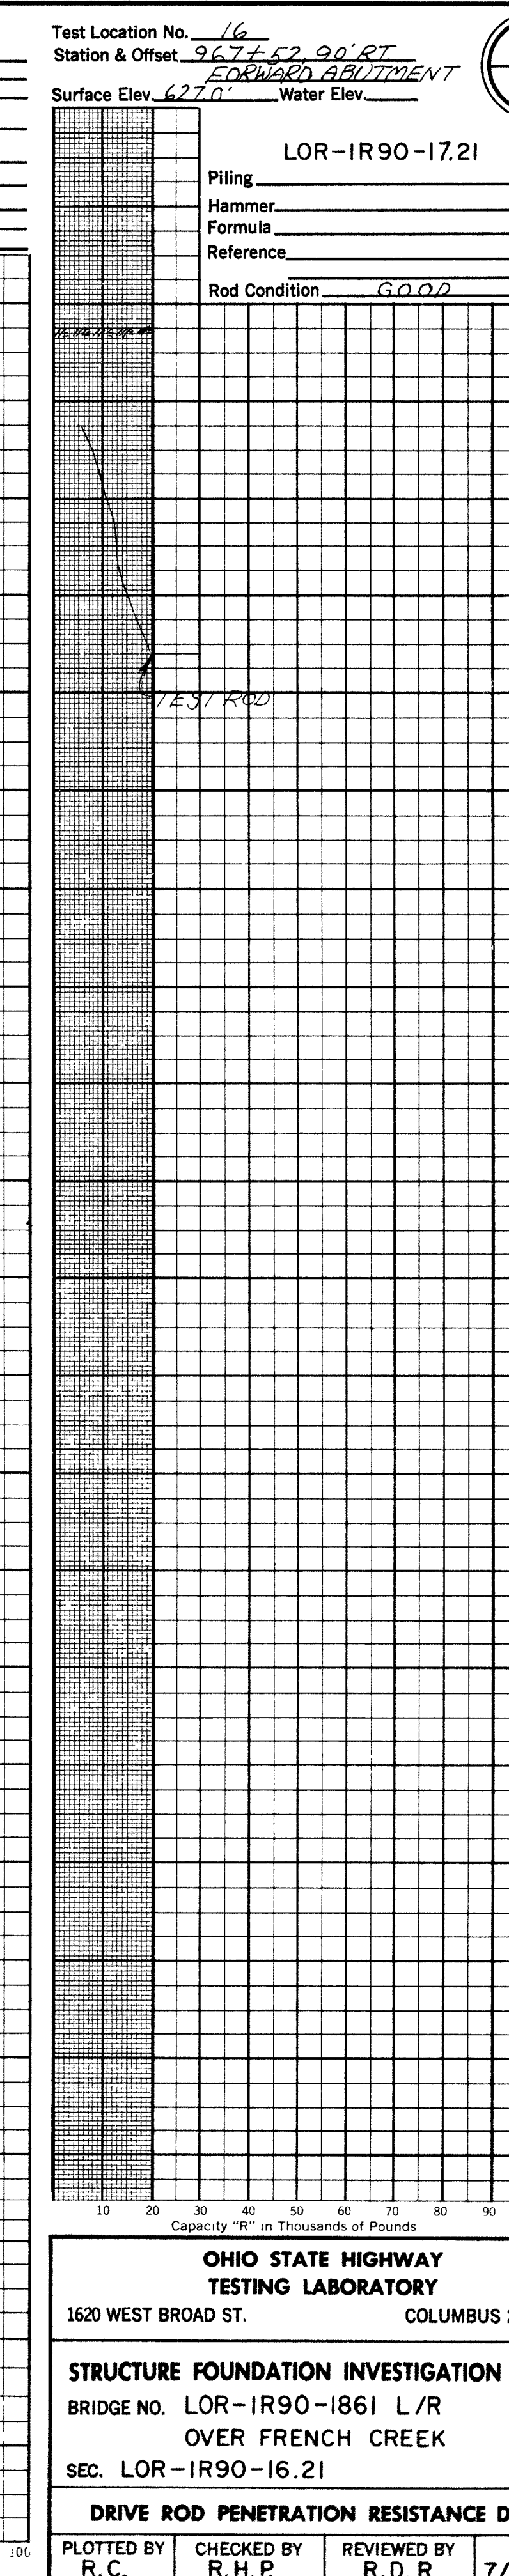 Test Location No. 16
Station & Offset 967+52, 90' RT
FORWARD ABUTMENT
Surface Elev. 627.0' Water Elev.
LOR-IR90-17.21
Piling
Hammer
Formula
Reference
Rod Condition GOOD
TEST ROD
10 20 30 40 50 60 70 80 90
Capacity "R" in Thousands of Pounds
OHIO STATE HIGHWAY
TESTING LABORATORY
1620 WEST BROAD ST. COLUMBUS
STRUCTURE FOUNDATION INVESTIGATION
BRIDGE NO. LOR-IR90-1861 L/R
OVER FRENCH CREEK
SEC. LOR-IR90-16.21
DRIVE ROD PENETRATION RESISTANCE D
100
PLOTTED BY CHECKED BY REVIEWED BY
R.C. R.H.P. R.D.R. 7/